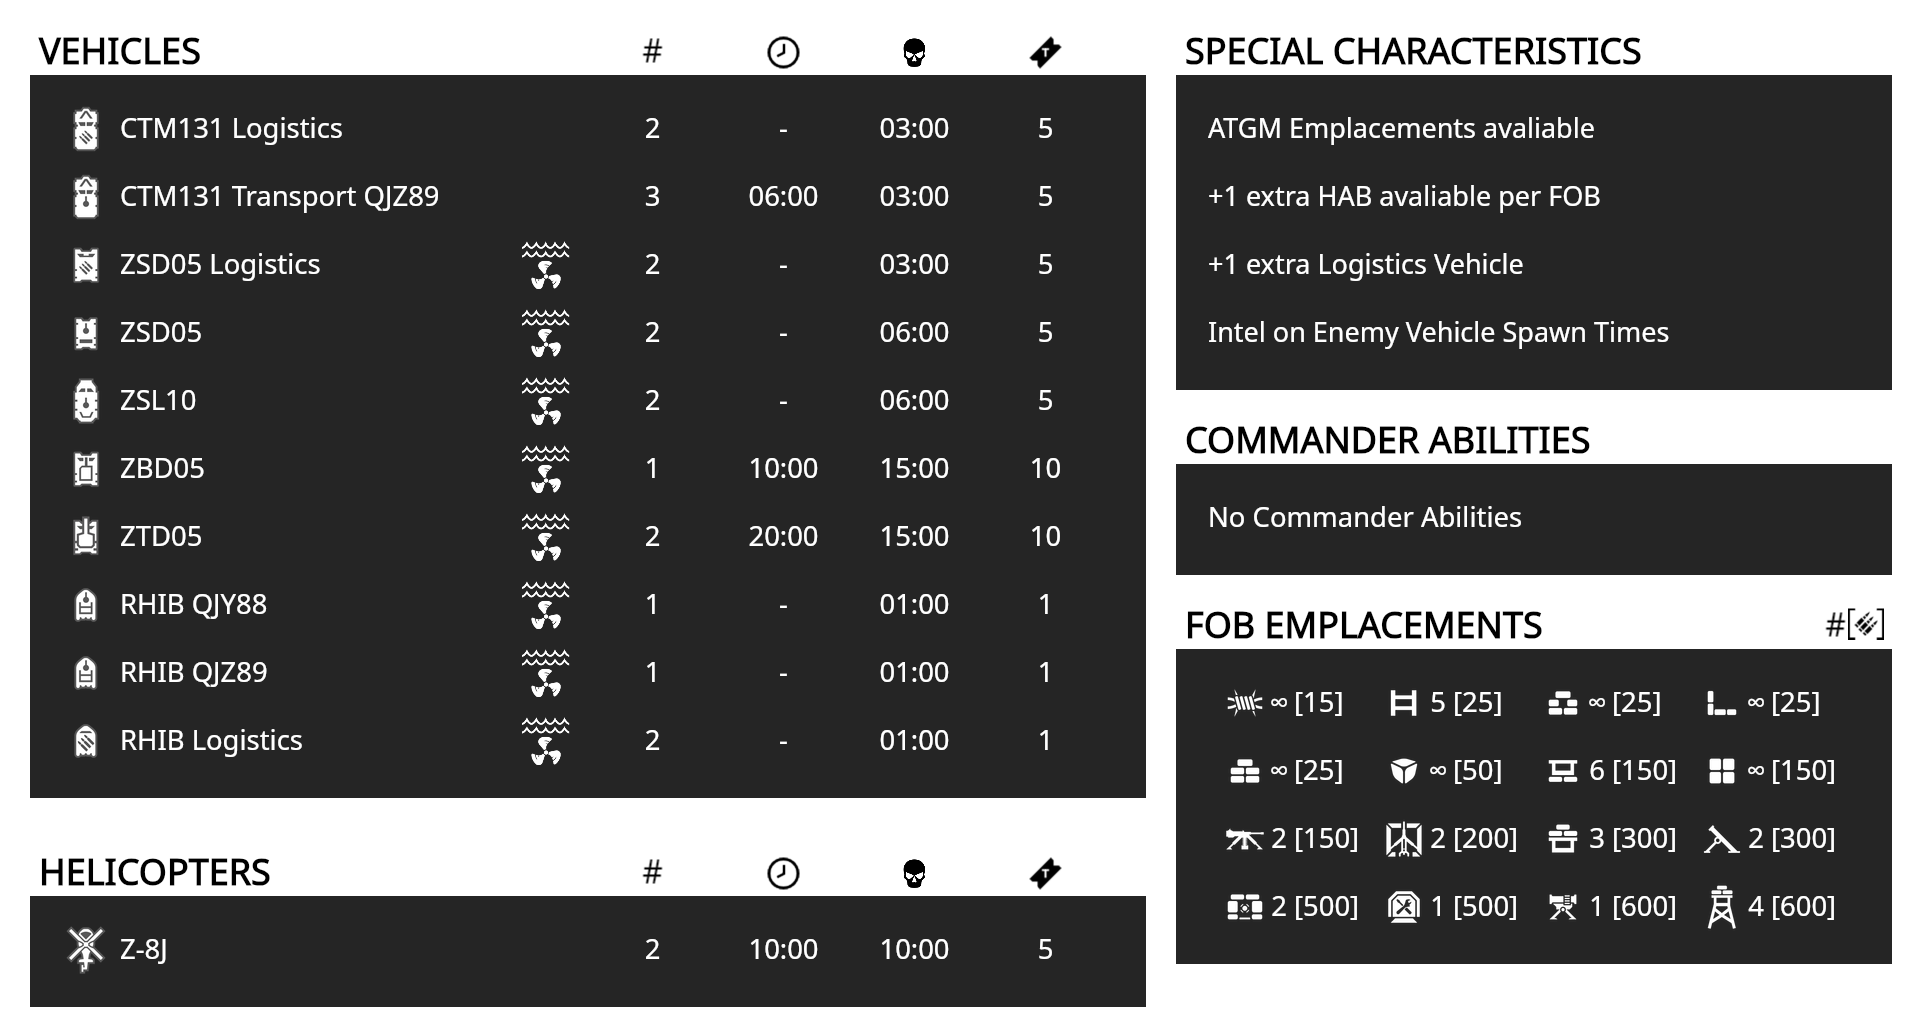 VEHICLES #
CTM131 Logistics 2 - 03:00 5
CTM131 Transport QJZ89 3 06:00 03:00 5
ZSD05 Logistics 2 - 03:00 5
ZSD05 2 - 06:00 5
ZSL10 2 - 06:00 5
ZBD05 1 10:00 15:00 10
ZTD05 2 20:00 15:00 10
RHIB QJY88 1 - 01:00 1
RHIB QJZ89 1 - 01:00 1
RHIB Logistics 2 - 01:00 1
HELICOPTERS #
Z-8J 2 10:00 10:00 5
SPECIAL CHARACTERISTICS
ATGM Emplacements avaliable
+1 extra HAB avaliable per FOB
+1 extra Logistics Vehicle
Intel on Enemy Vehicle Spawn Times
COMMANDER ABILITIES
No Commander Abilities
FOB EMPLACEMENTS #[]
∞ [15] 5 [25] ∞ [25] ∞ [25]
∞ [25] ∞ [50] 6 [150] ∞ [150]
2 [150] 2 [200] 3 [300] 2 [300]
2 [500] 1 [500] 1 [600] 4 [600]